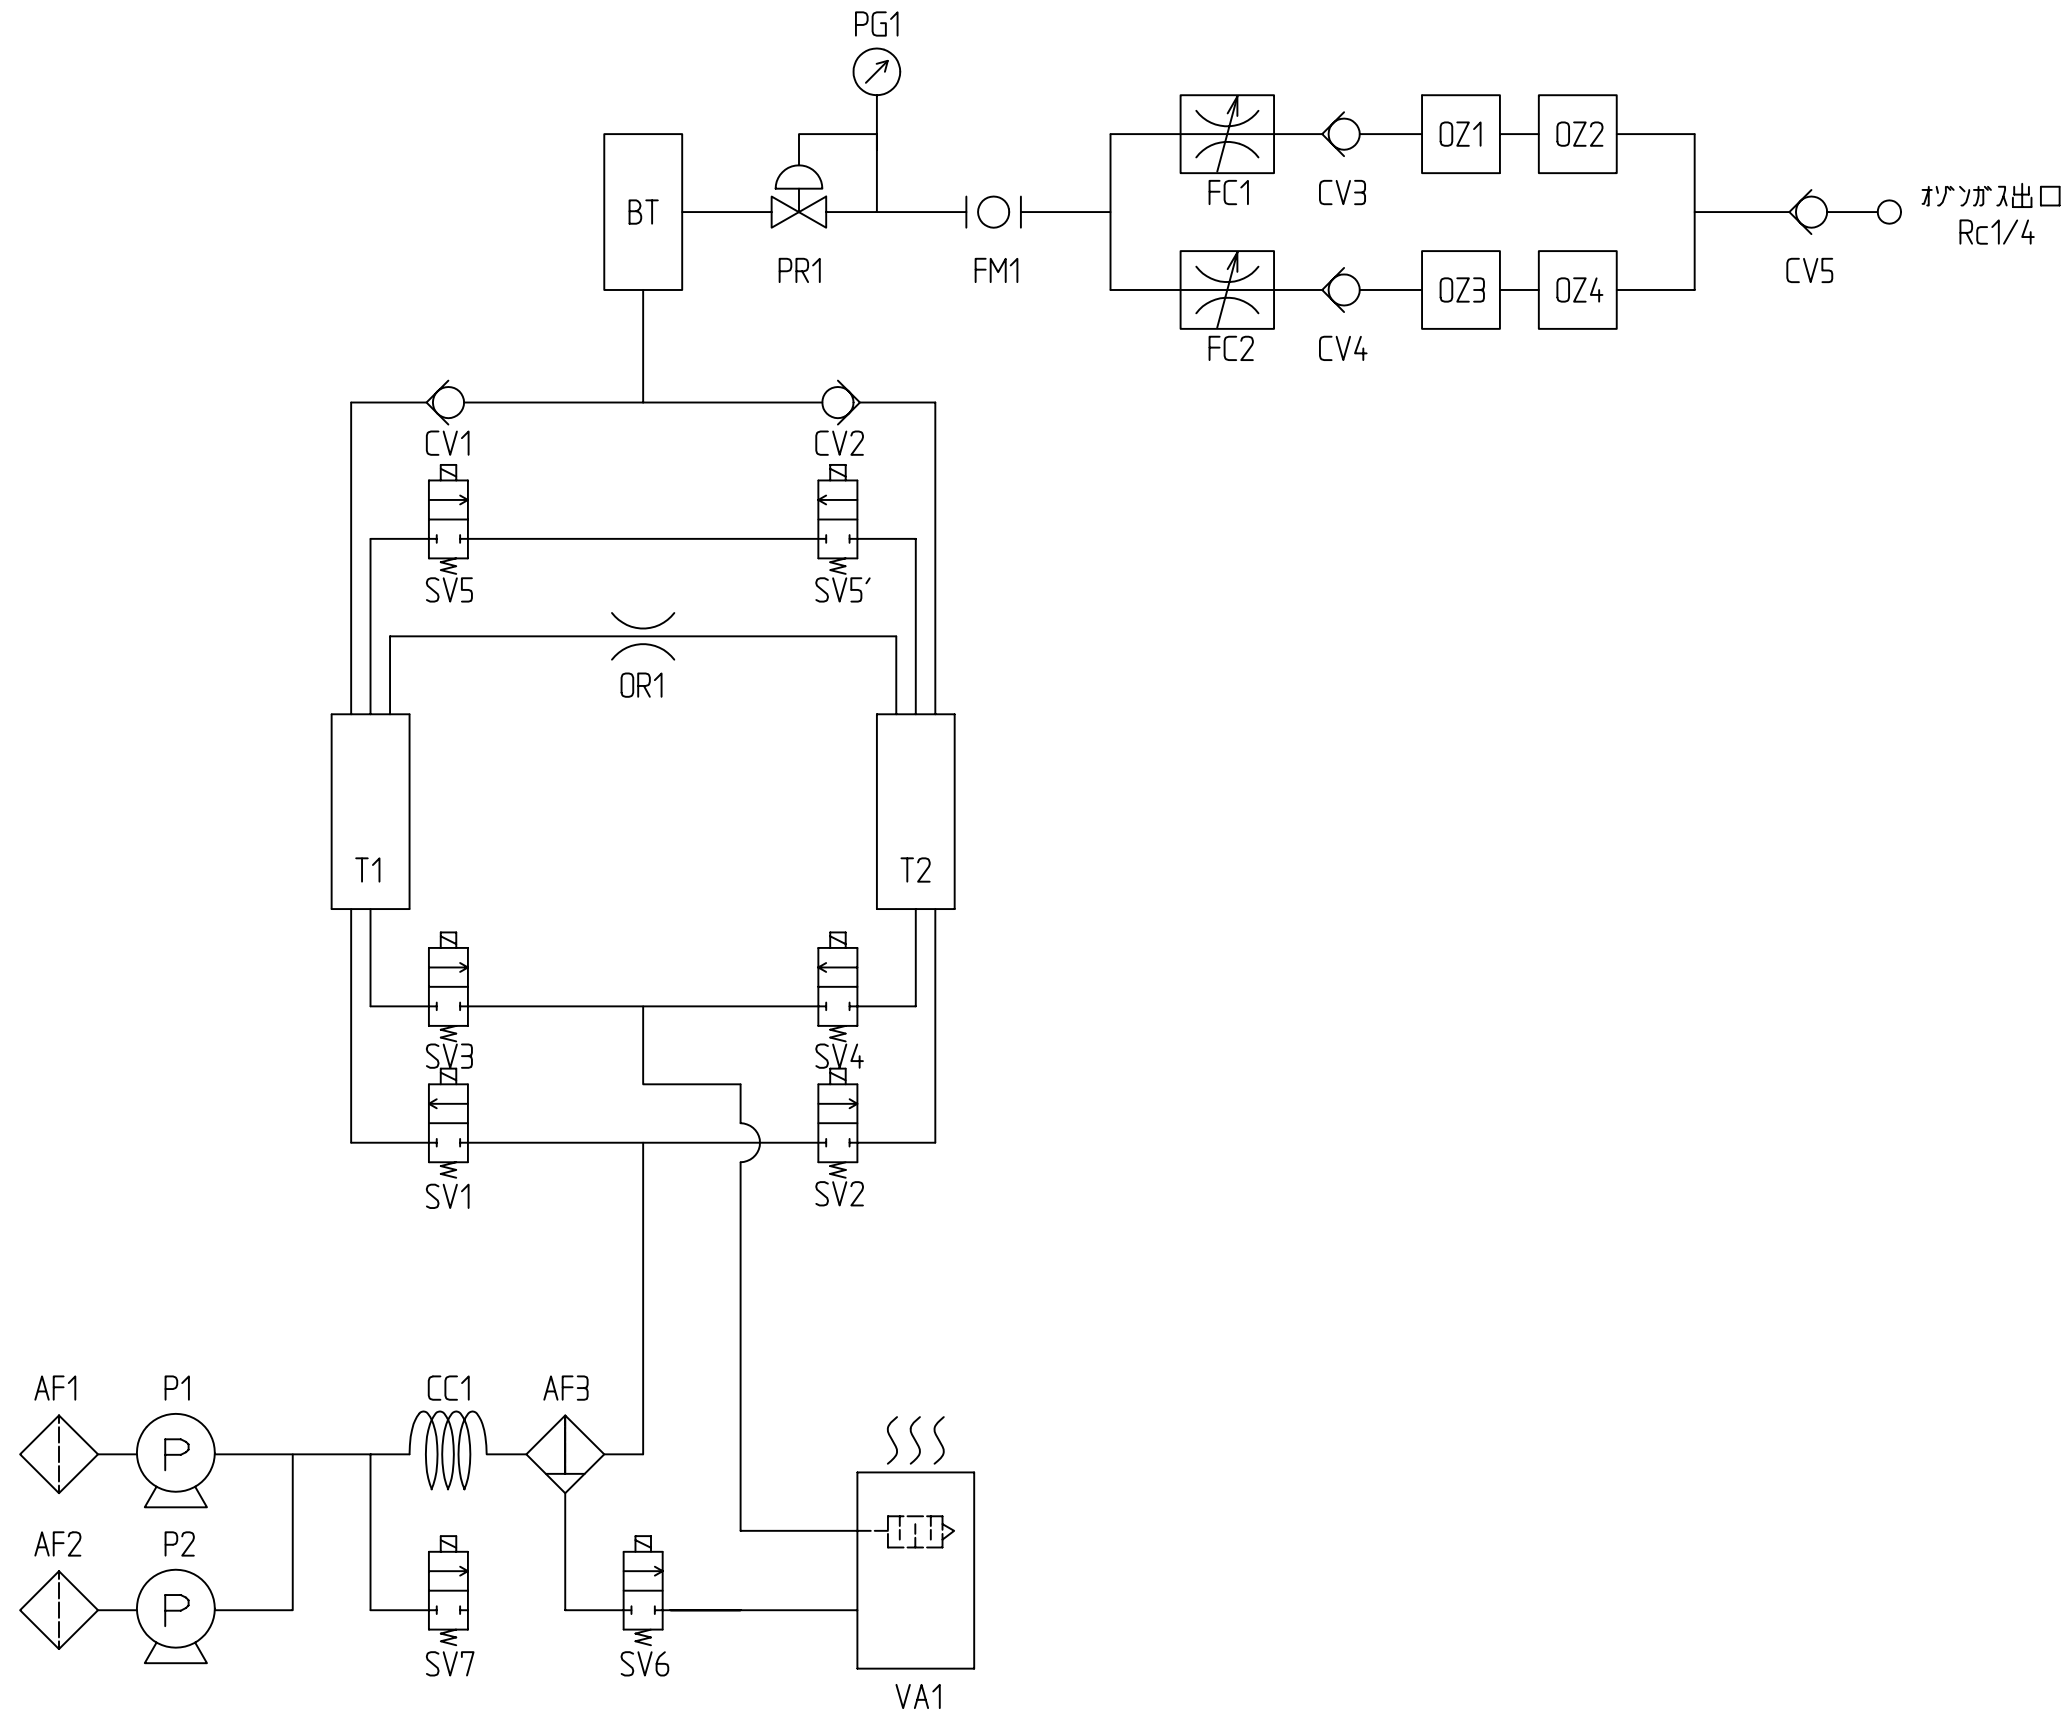 PG1
BT
PR1
FM1
FC1
CV3
OZ1
OZ2
FC2
CV4
OZ3
OZ4
CV5
オゾンガス出口
Rc1/4
CV1
CV2
SV5
SV5'
OR1
T1
T2
SV3
SV4
SV1
SV2
AF1
P1
P
CC1
AF3
AF2
P2
P
SV7
SV6
VA1